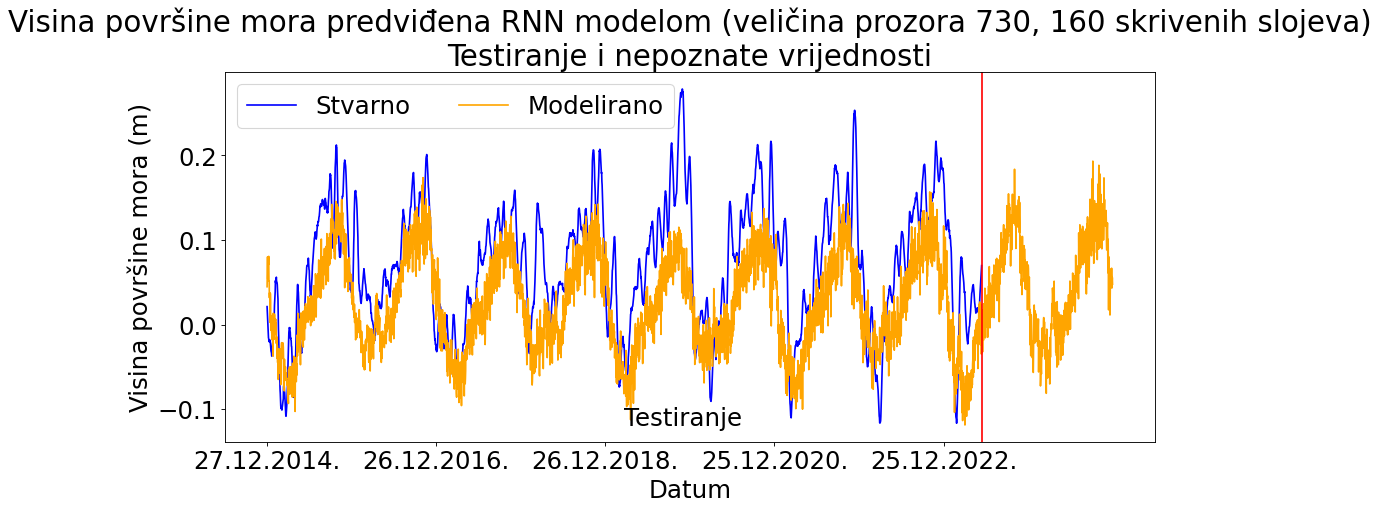 Visina površine mora predviđena RNN modelom (veličina prozora 730, 160 skrivenih slojeva)
Testiranje i nepoznate vrijednosti
Stvarno Modelirano
Visina površine mora (m)
0.2
0.1
0.0
−0.1
Testiranje
27.12.2014. 26.12.2016. 26.12.2018. 25.12.2020. 25.12.2022.
Datum